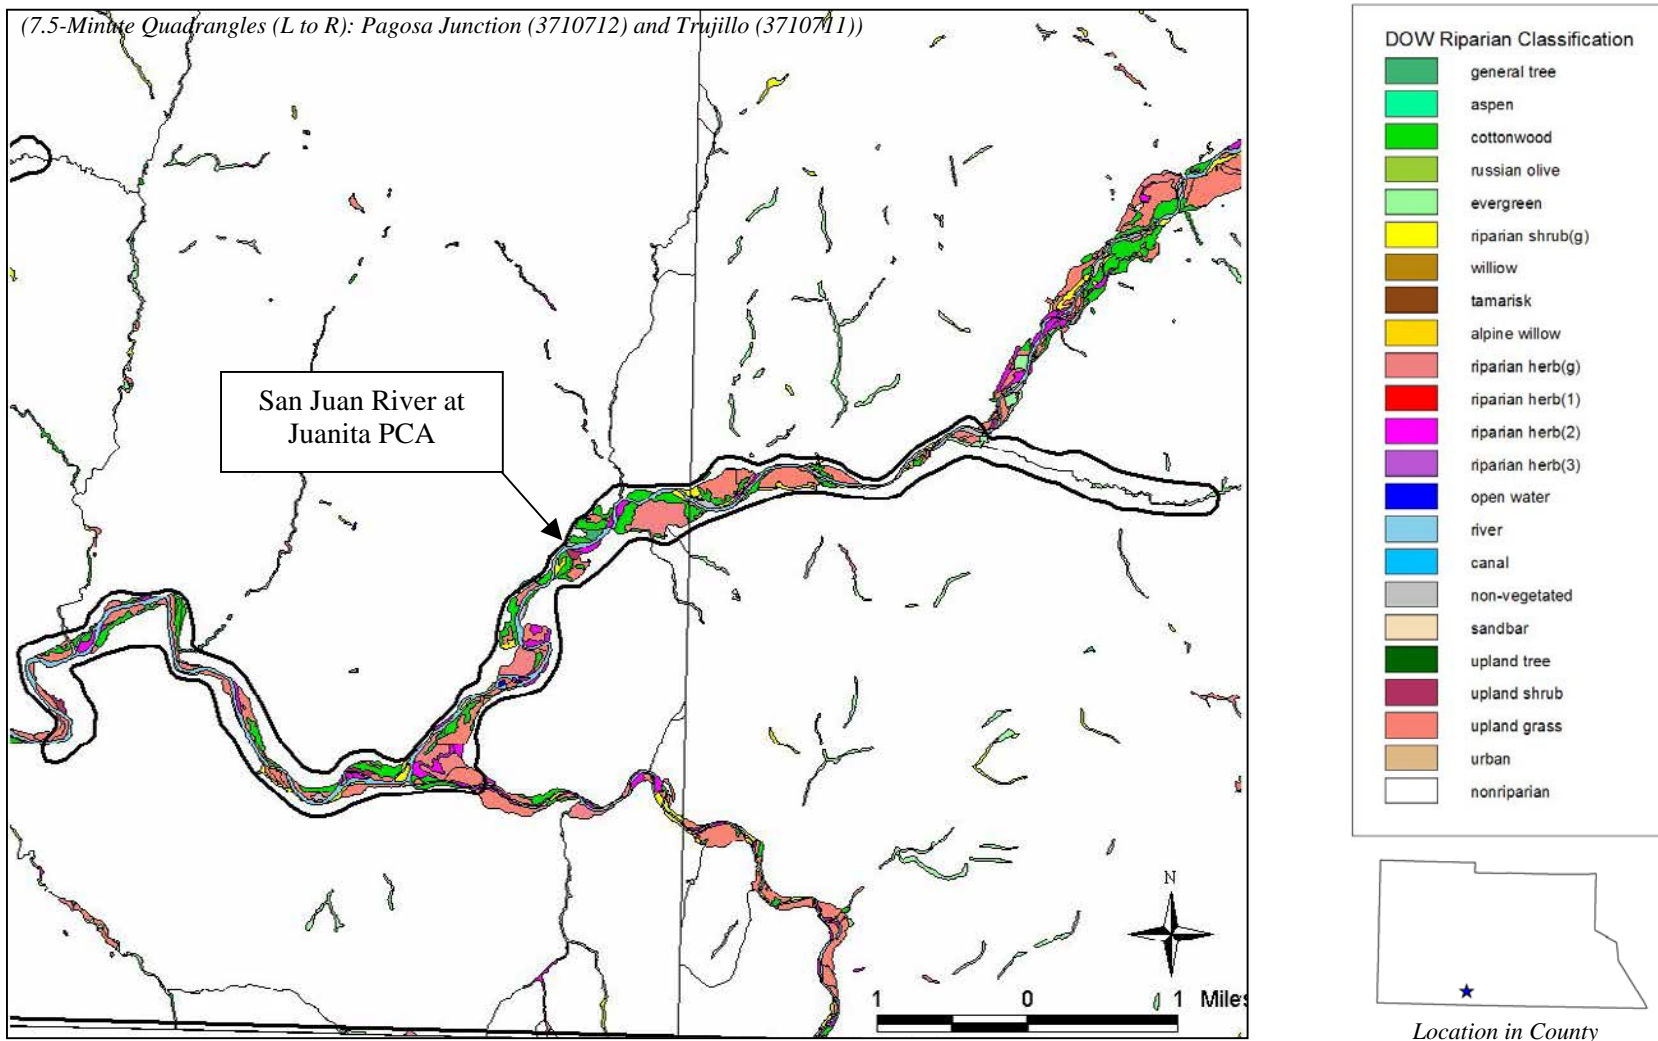 (7.5-Minute Quadrangles (L to R): Pagosa Junction (3710712) and Trujillo (3710711))
San Juan River at
Juanita PCA
N
1 0 1 Miles
DOW Riparian Classification
general tree
aspen
cottonwood
russian olive
evergreen
riparian shrub(g)
williow
tamarisk
alpine willow
riparian herb(g)
riparian herb(1)
riparian herb(2)
riparian herb(3)
open water
river
canal
non-vegetated
sandbar
upland tree
upland shrub
upland grass
urban
nonriparian
Location in County